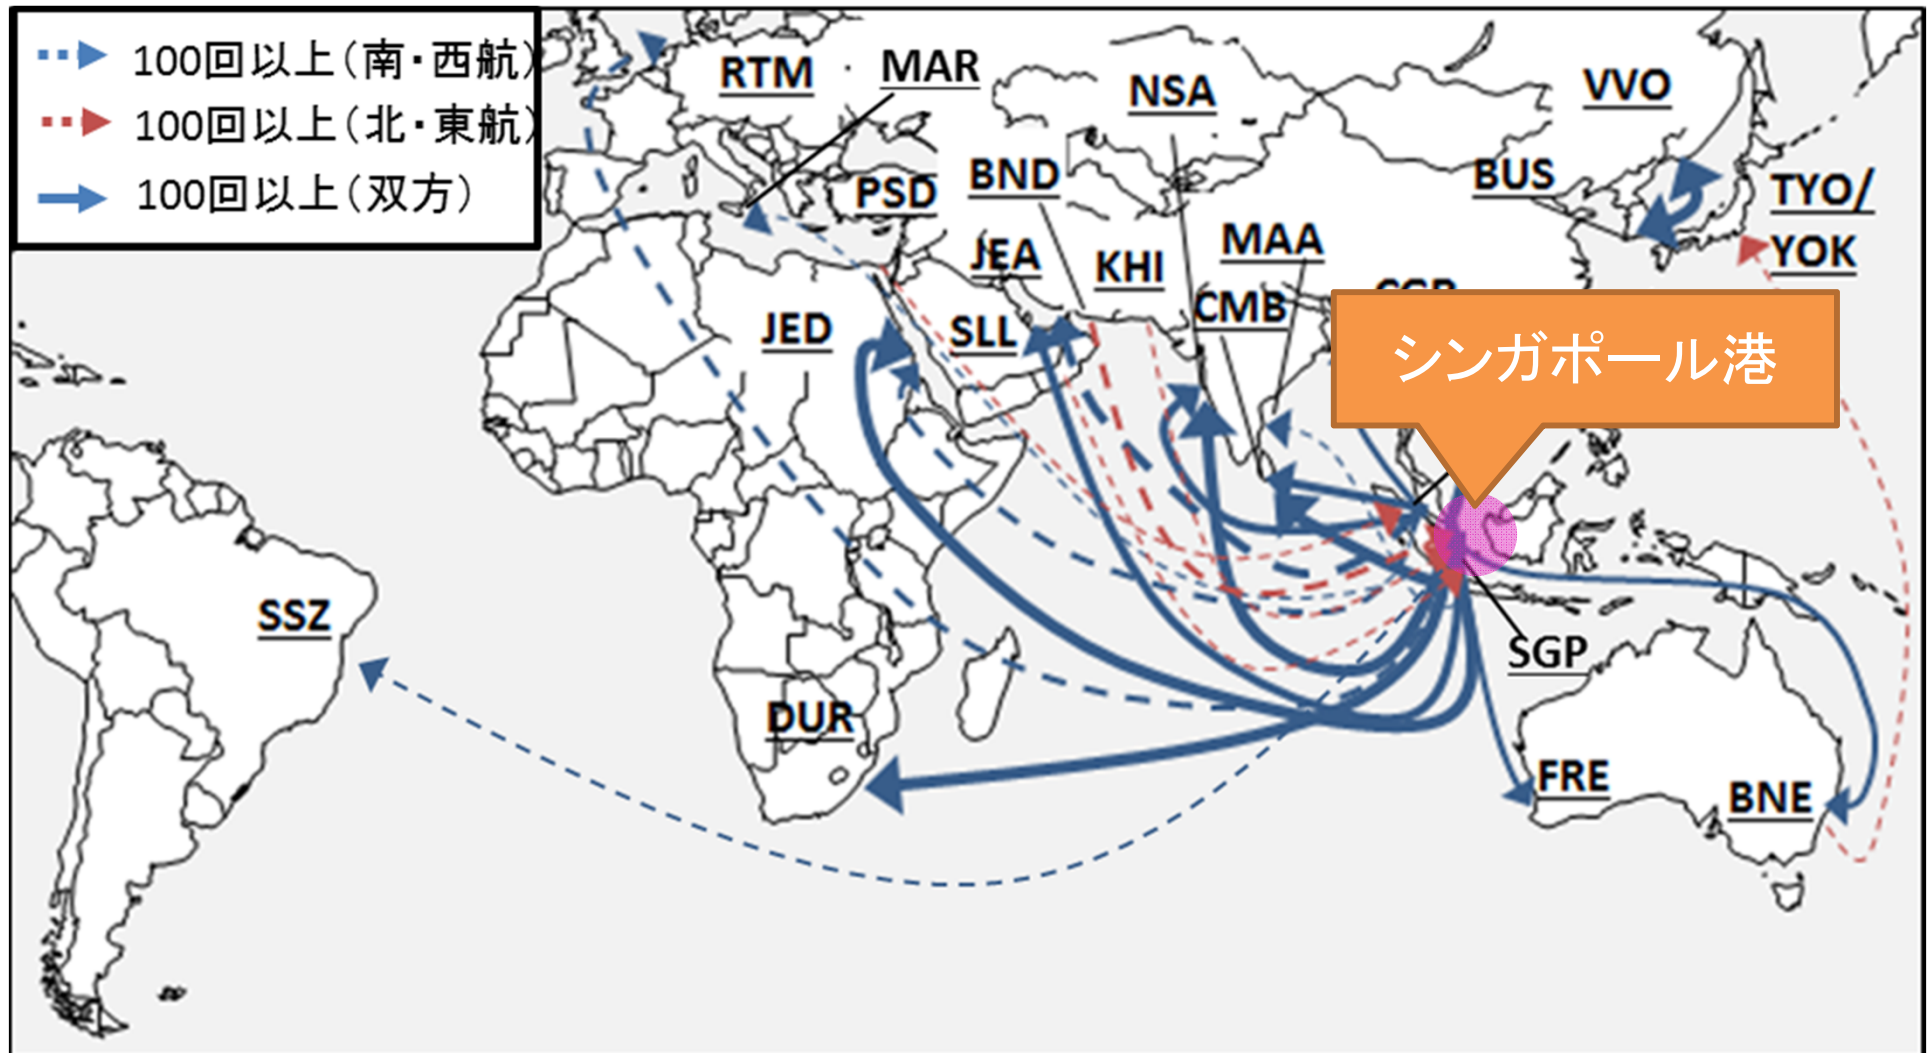 100回以上（南・西航）
100回以上（北・東航）
100回以上（双方）
RTM
MAR
NSA
VVO
PSD
BND
BUS
TYO/
YOK
JEA
KHI
MAA
CMB
JED
SLL
シンガポール港
SSZ
SGP
DUR
FRE
BNE